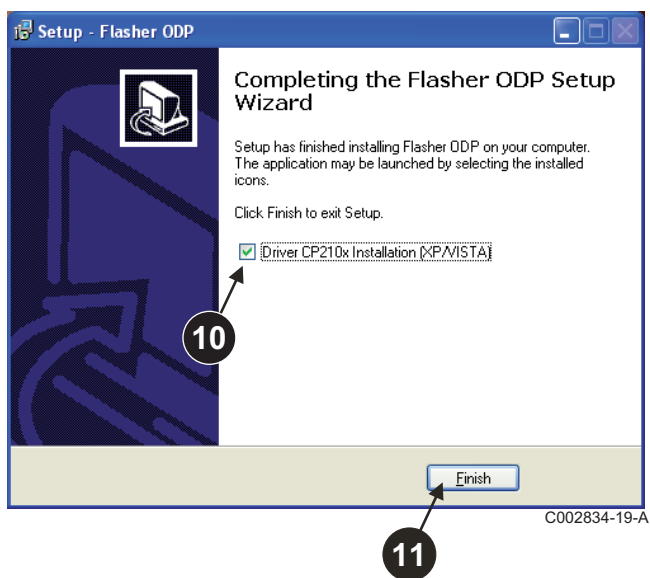 Setup - Flasher ODP
Completing the Flasher ODP Setup
Wizard
Setup has finished installing Flasher ODP on your computer.
The application may be launched by selecting the installed
icons.
Click Finish to exit Setup.
Driver CP210x Installation (XP/VISTA)
10
Finish
C002834-19-A
11